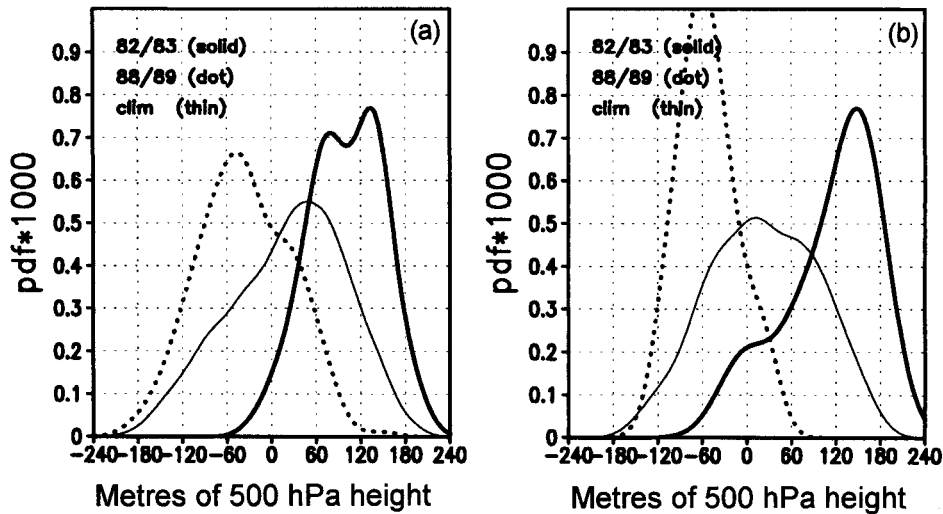 (a)
82/83 (solid)
88/89 (dot)
clim (thin)
pdf*1000
0.9
0.8
0.7
0.6
0.5
0.4
0.3
0.2
0.1
0
-240 -180 -120 -60 0 60 120 180 240
Metres of 500 hPa height
(b)
82/83 (solid)
88/89 (dot)
clim (thin)
pdf*1000
0.9
0.8
0.7
0.6
0.5
0.4
0.3
0.2
0.1
0
-240 -180 -120 -60 0 60 120 180 240
Metres of 500 hPa height